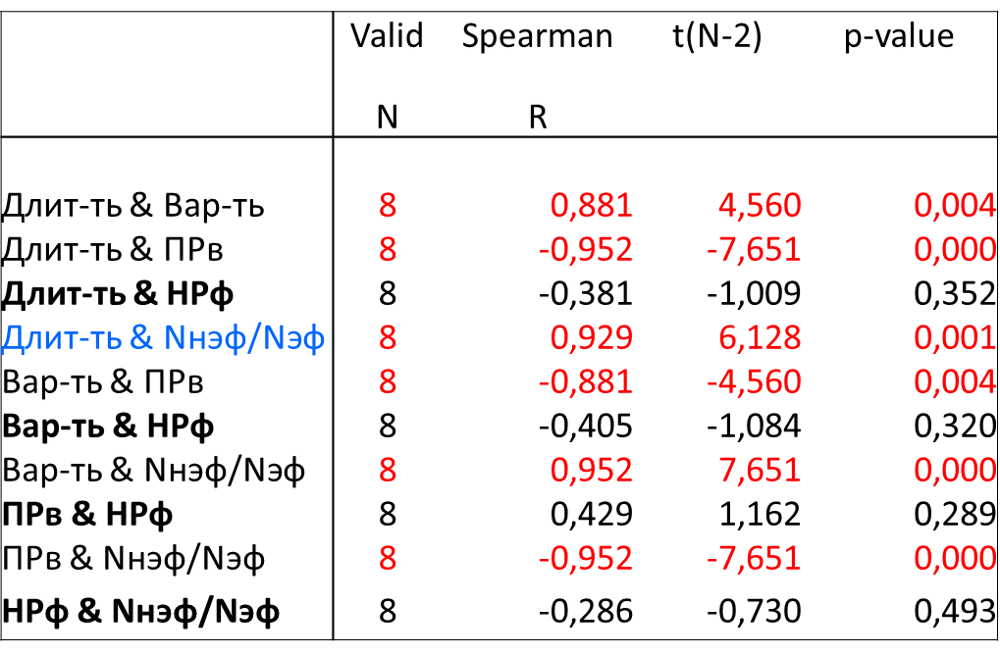 Valid Spearman t(N-2) p-value
N R
Длит-ть & Вар-ть 8 0,881 4,560 0,004
Длит-ть & ПРв 8 -0,952 -7,651 0,000
Длит-ть & НРф 8 -0,381 -1,009 0,352
Длит-ть & Nнэф/Nэф 8 0,929 6,128 0,001
Вар-ть & ПРв 8 -0,881 -4,560 0,004
Вар-ть & НРф 8 -0,405 -1,084 0,320
Вар-ть & Nнэф/Nэф 8 0,952 7,651 0,000
ПРв & НРф 8 0,429 1,162 0,289
ПРв & Nнэф/Nэф 8 -0,952 -7,651 0,000
НРф & Nнэф/Nэф 8 -0,286 -0,730 0,493